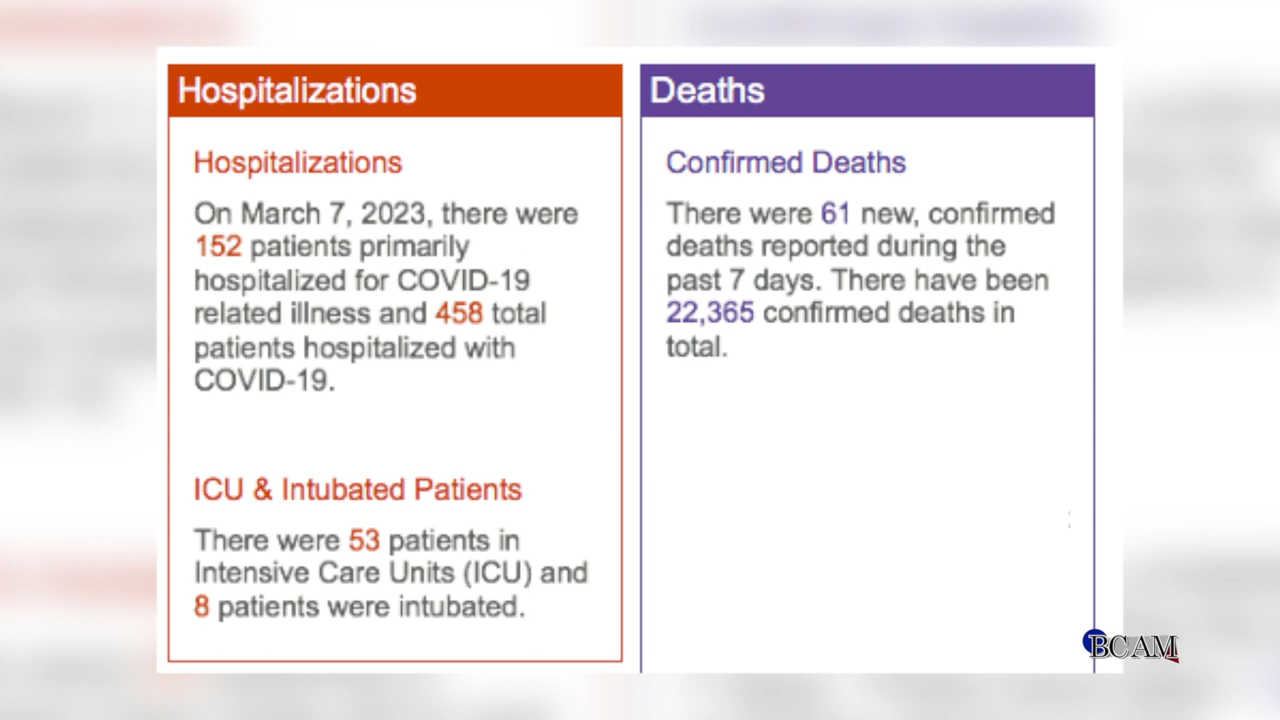 Hospitalizations
Hospitalizations
On March 7, 2023, there were
152 patients primarily
hospitalized for COVID-19
related illness and 458 total
patients hospitalized with
COVID-19.
ICU & Intubated Patients
There were 53 patients in
Intensive Care Units (ICU) and
8 patients were intubated.
Deaths
Confirmed Deaths
There were 61 new, confirmed
deaths reported during the
past 7 days. There have been
22,365 confirmed deaths in
total.
BCAM